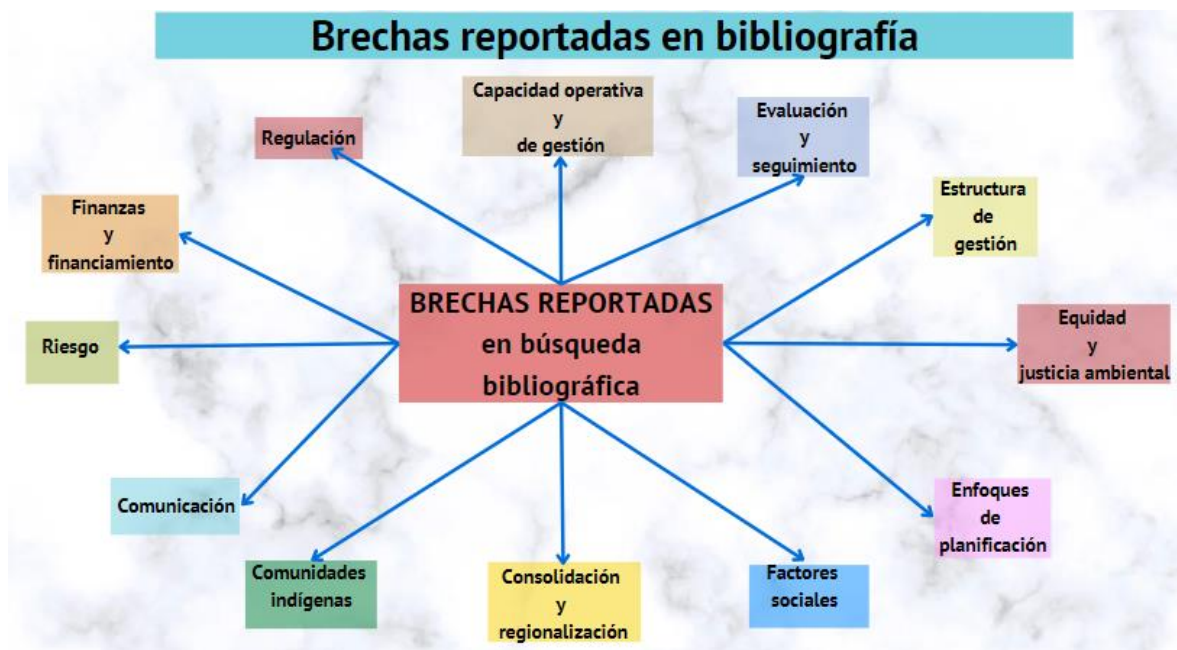 Brechas reportadas en bibliografía
Capacidad operativa
y
de gestión
Evaluación
y
seguimiento
Regulación
Estructura
de
gestión
Finanzas
y
financiamiento
BRECHAS REPORTADAS
en búsqueda
bibliográfica
Equidad
y
justicia ambiental
Riesgo
Comunicación
Enfoques
de
planificación
Comunidades
indígenas
Consolidación
y
regionalización
Factores
sociales